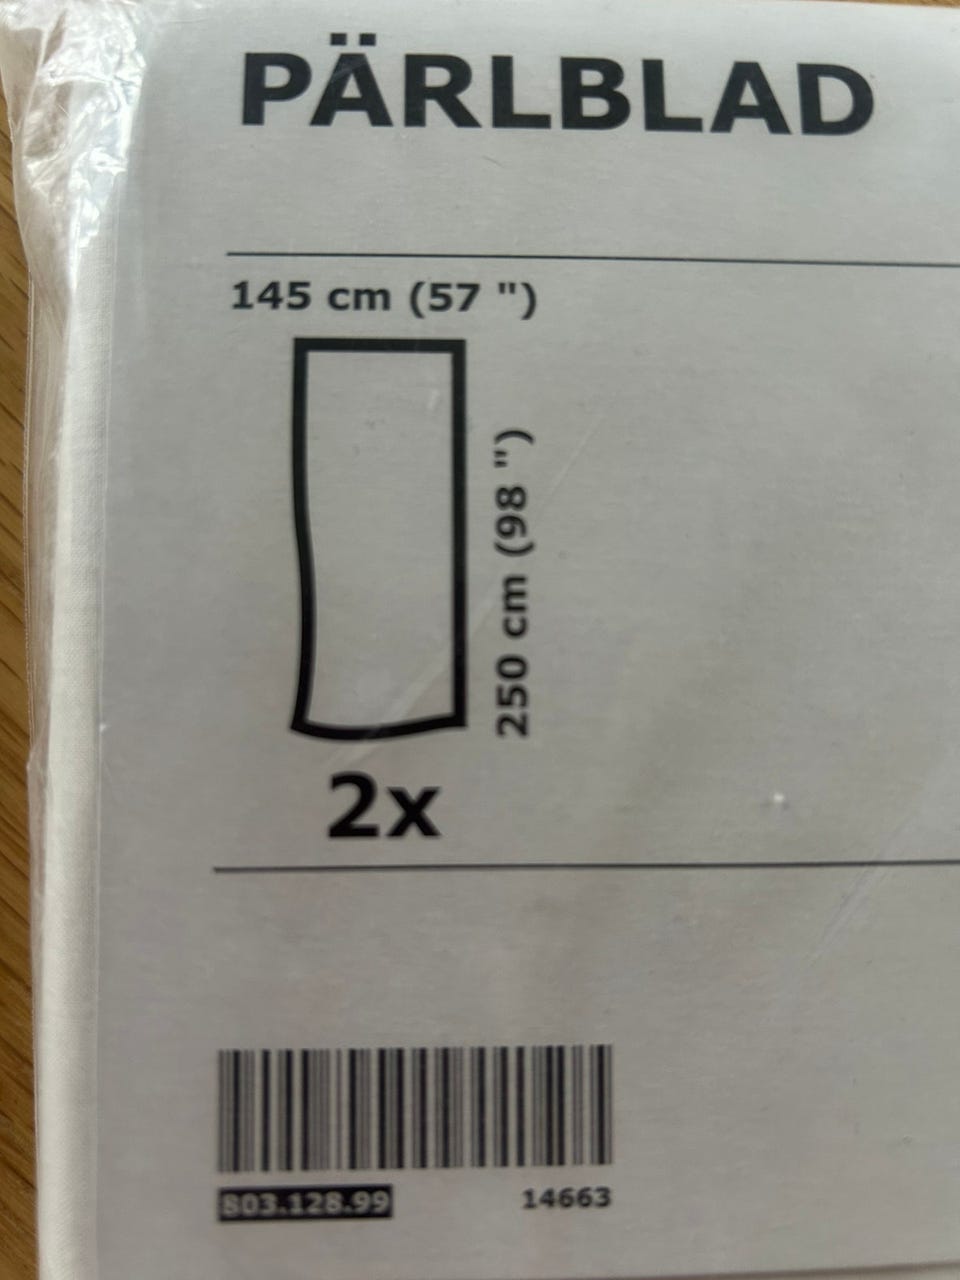 PÄRLBLAD
145 cm (57 ")
250 cm (98 ")
2x
803.128.99
14663